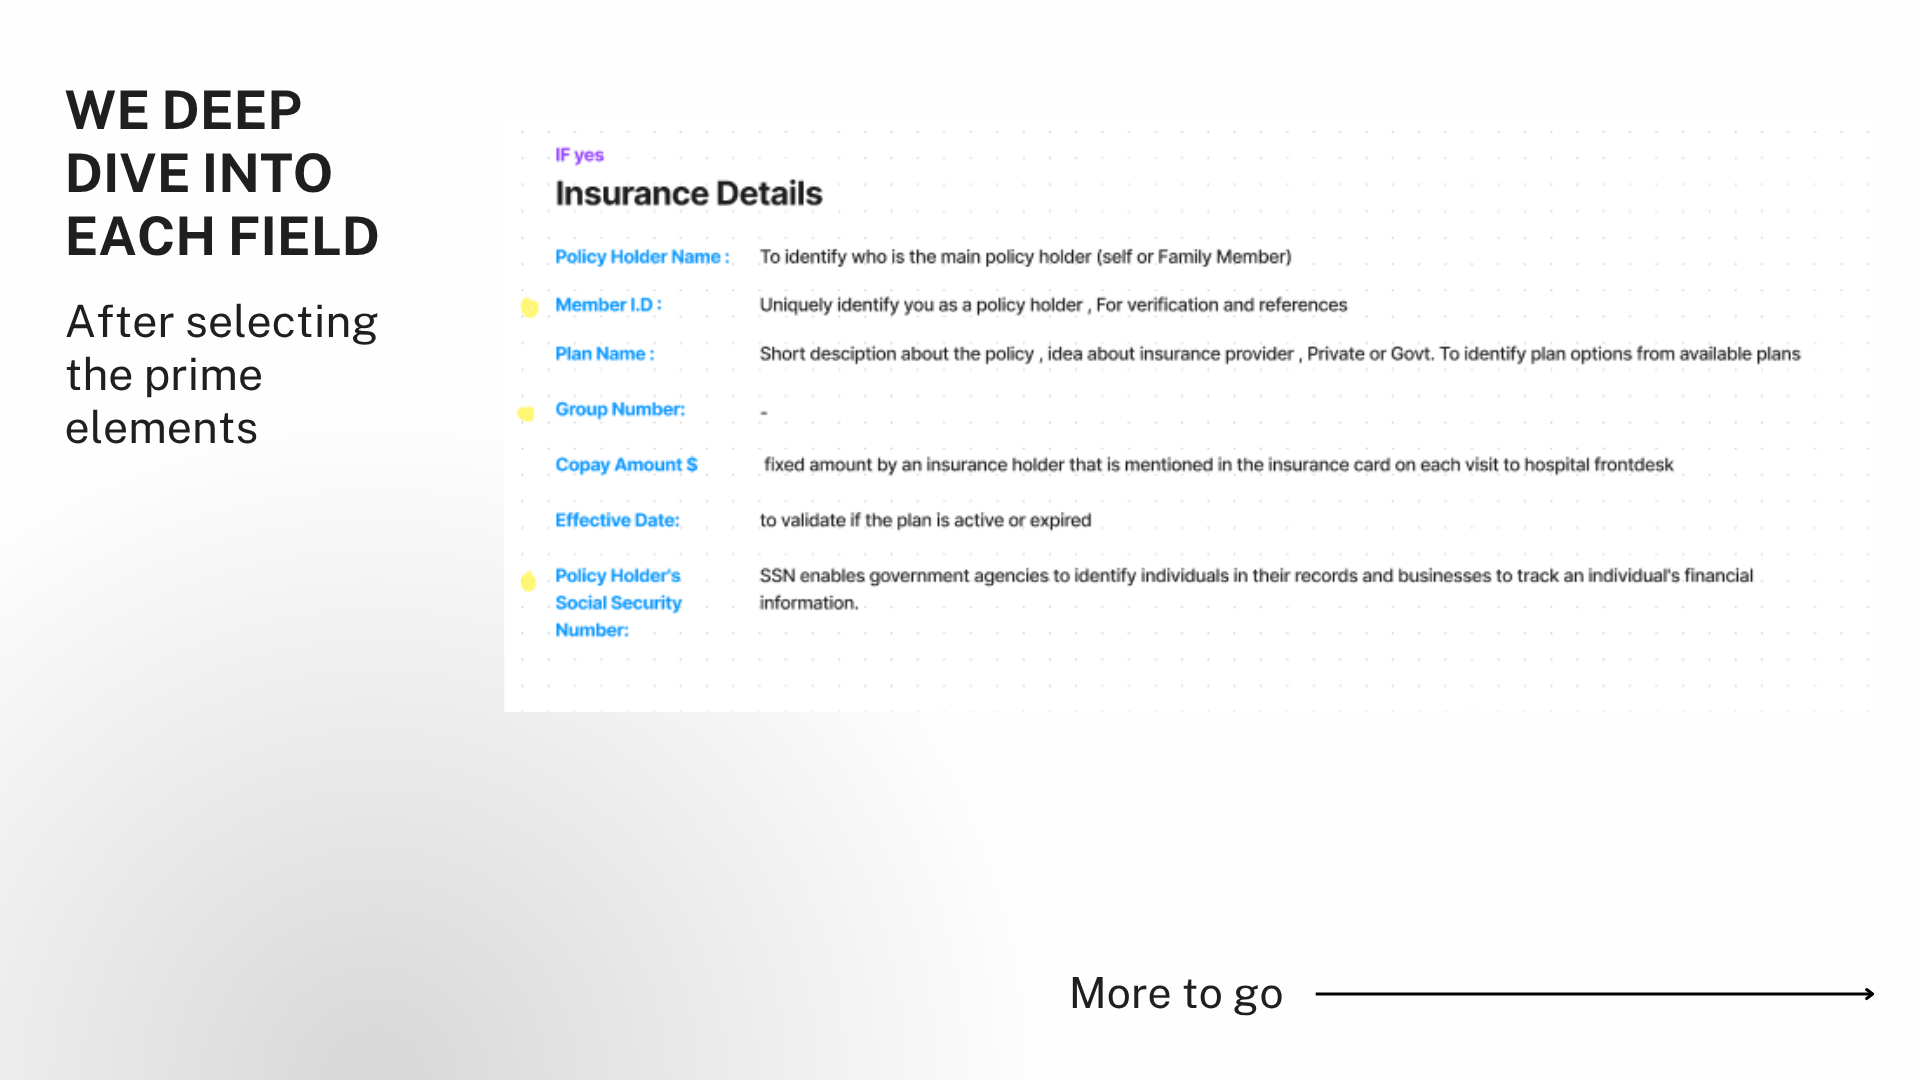 WE DEEP
DIVE INTO
EACH FIELD
After selecting
the prime
elements
IF yes
Insurance Details
Policy Holder Name : To identify who is the main policy holder (self or Family Member)
Member I.D : Uniquely identify you as a policy holder , For verification and references
Plan Name : Short desciption about the policy , idea about insurance provider , Private or Govt. To identify plan options from available plans
Group Number: -
Copay Amount $ fixed amount by an insurance holder that is mentioned in the insurance card on each visit to hospital frontdesk
Effective Date: to validate if the plan is active or expired
Policy Holder's SSN enables government agencies to identify individuals in their records and businesses to track an individual's financial
Social Security information.
Number:
More to go